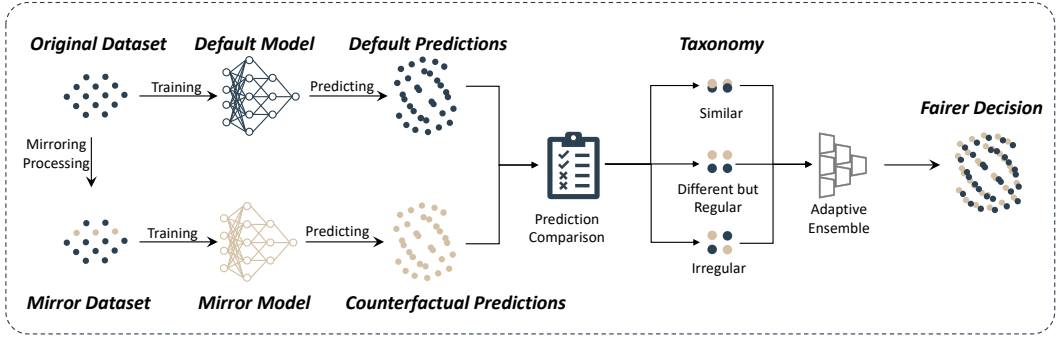 Original Dataset
Default Model
Default Predictions
Taxonomy
Training
Predicting
Similar
Fairer Decision
Mirroring
Processing
Prediction
Comparison
Different but
Regular
Adaptive
Ensemble
Training
Predicting
Irregular
Mirror Dataset
Mirror Model
Counterfactual Predictions